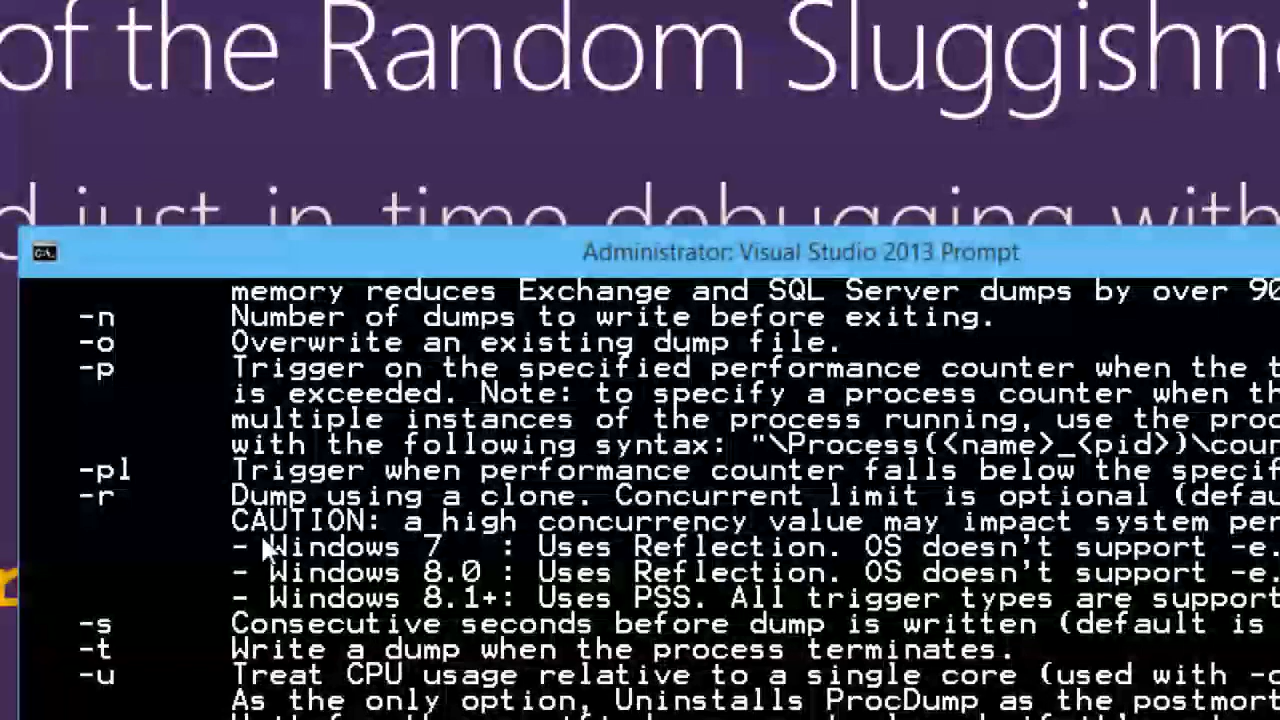 of the Random Sluggishn
d just-in-time debugging with
Administrator: Visual Studio 2013 Prompt
memory reduces Exchange and SQL Server dumps by over 90
-n Number of dumps to write before exiting.
-o Overwrite an existing dump file.
-p Trigger on the specified performance counter when the t
is exceeded. Note: to specify a process counter when th
multiple instances of the process running, use the proc
with the following syntax: "\Process(<name>_<pid>)\coun
-pl Trigger when performance counter falls below the specif
-r Dump using a clone. Concurrent limit is optional (defau
CAUTION: a high concurrency value may impact system per
- Windows 7 : Uses Reflection. OS doesn't support -e.
- Windows 8.0 : Uses Reflection. OS doesn't support -e.
- Windows 8.1+: Uses PSS. All trigger types are support
-s Consecutive seconds before dump is written (default is
-t Write a dump when the process terminates.
-u Treat CPU usage relative to a single core (used with -c
As the only option, Uninstalls ProcDump as the postmort